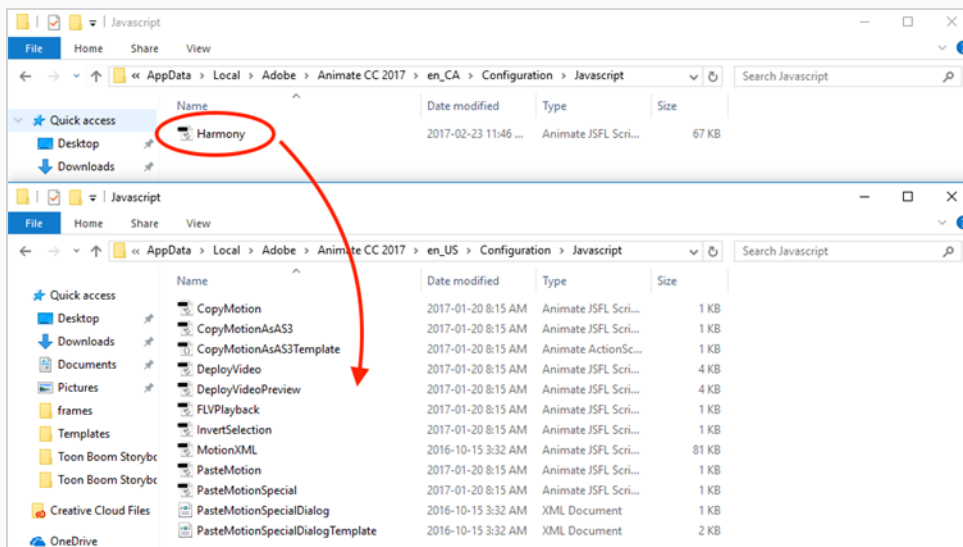 Javascript
File Home Share View
« AppData > Local > Adobe > Animate CC 2017 > en_CA > Configuration > Javascript Search Javascript
Name Date modified Type Size
Quick access
Harmony 2017-02-23 11:46 ... Animate JSFL Scri... 67 KB
Desktop
Downloads
Javascript
File Home Share View
« AppData > Local > Adobe > Animate CC 2017 > en_US > Configuration > Javascript Search Javascript
Name Date modified Type Size
Quick access
CopyMotion 2017-01-20 8:15 AM Animate JSFL Scri... 1 KB
Desktop
CopyMotionAsAS3 2017-01-20 8:15 AM Animate JSFL Scri... 1 KB
Downloads
CopyMotionAsAS3Template 2017-01-20 8:15 AM Animate ActionSc... 1 KB
Documents
DeployVideo 2017-01-20 8:15 AM Animate JSFL Scri... 4 KB
Pictures
DeployVideoPreview 2017-01-20 8:15 AM Animate JSFL Scri... 4 KB
frames
FLVPlayback 2017-01-20 8:15 AM Animate JSFL Scri... 1 KB
Templates
InvertSelection 2017-01-20 8:15 AM Animate JSFL Scri... 1 KB
Toon Boom Storybo
MotionXML 2016-10-15 3:32 AM Animate JSFL Scri... 81 KB
Toon Boom Storybo
PasteMotion 2017-01-20 8:15 AM Animate JSFL Scri... 1 KB
PasteMotionSpecial 2017-01-20 8:15 AM Animate JSFL Scri... 1 KB
Creative Cloud Files
PasteMotionSpecialDialog 2016-10-15 3:32 AM XML Document 1 KB
PasteMotionSpecialDialogTemplate 2016-10-15 3:32 AM XML Document 2 KB
OneDrive